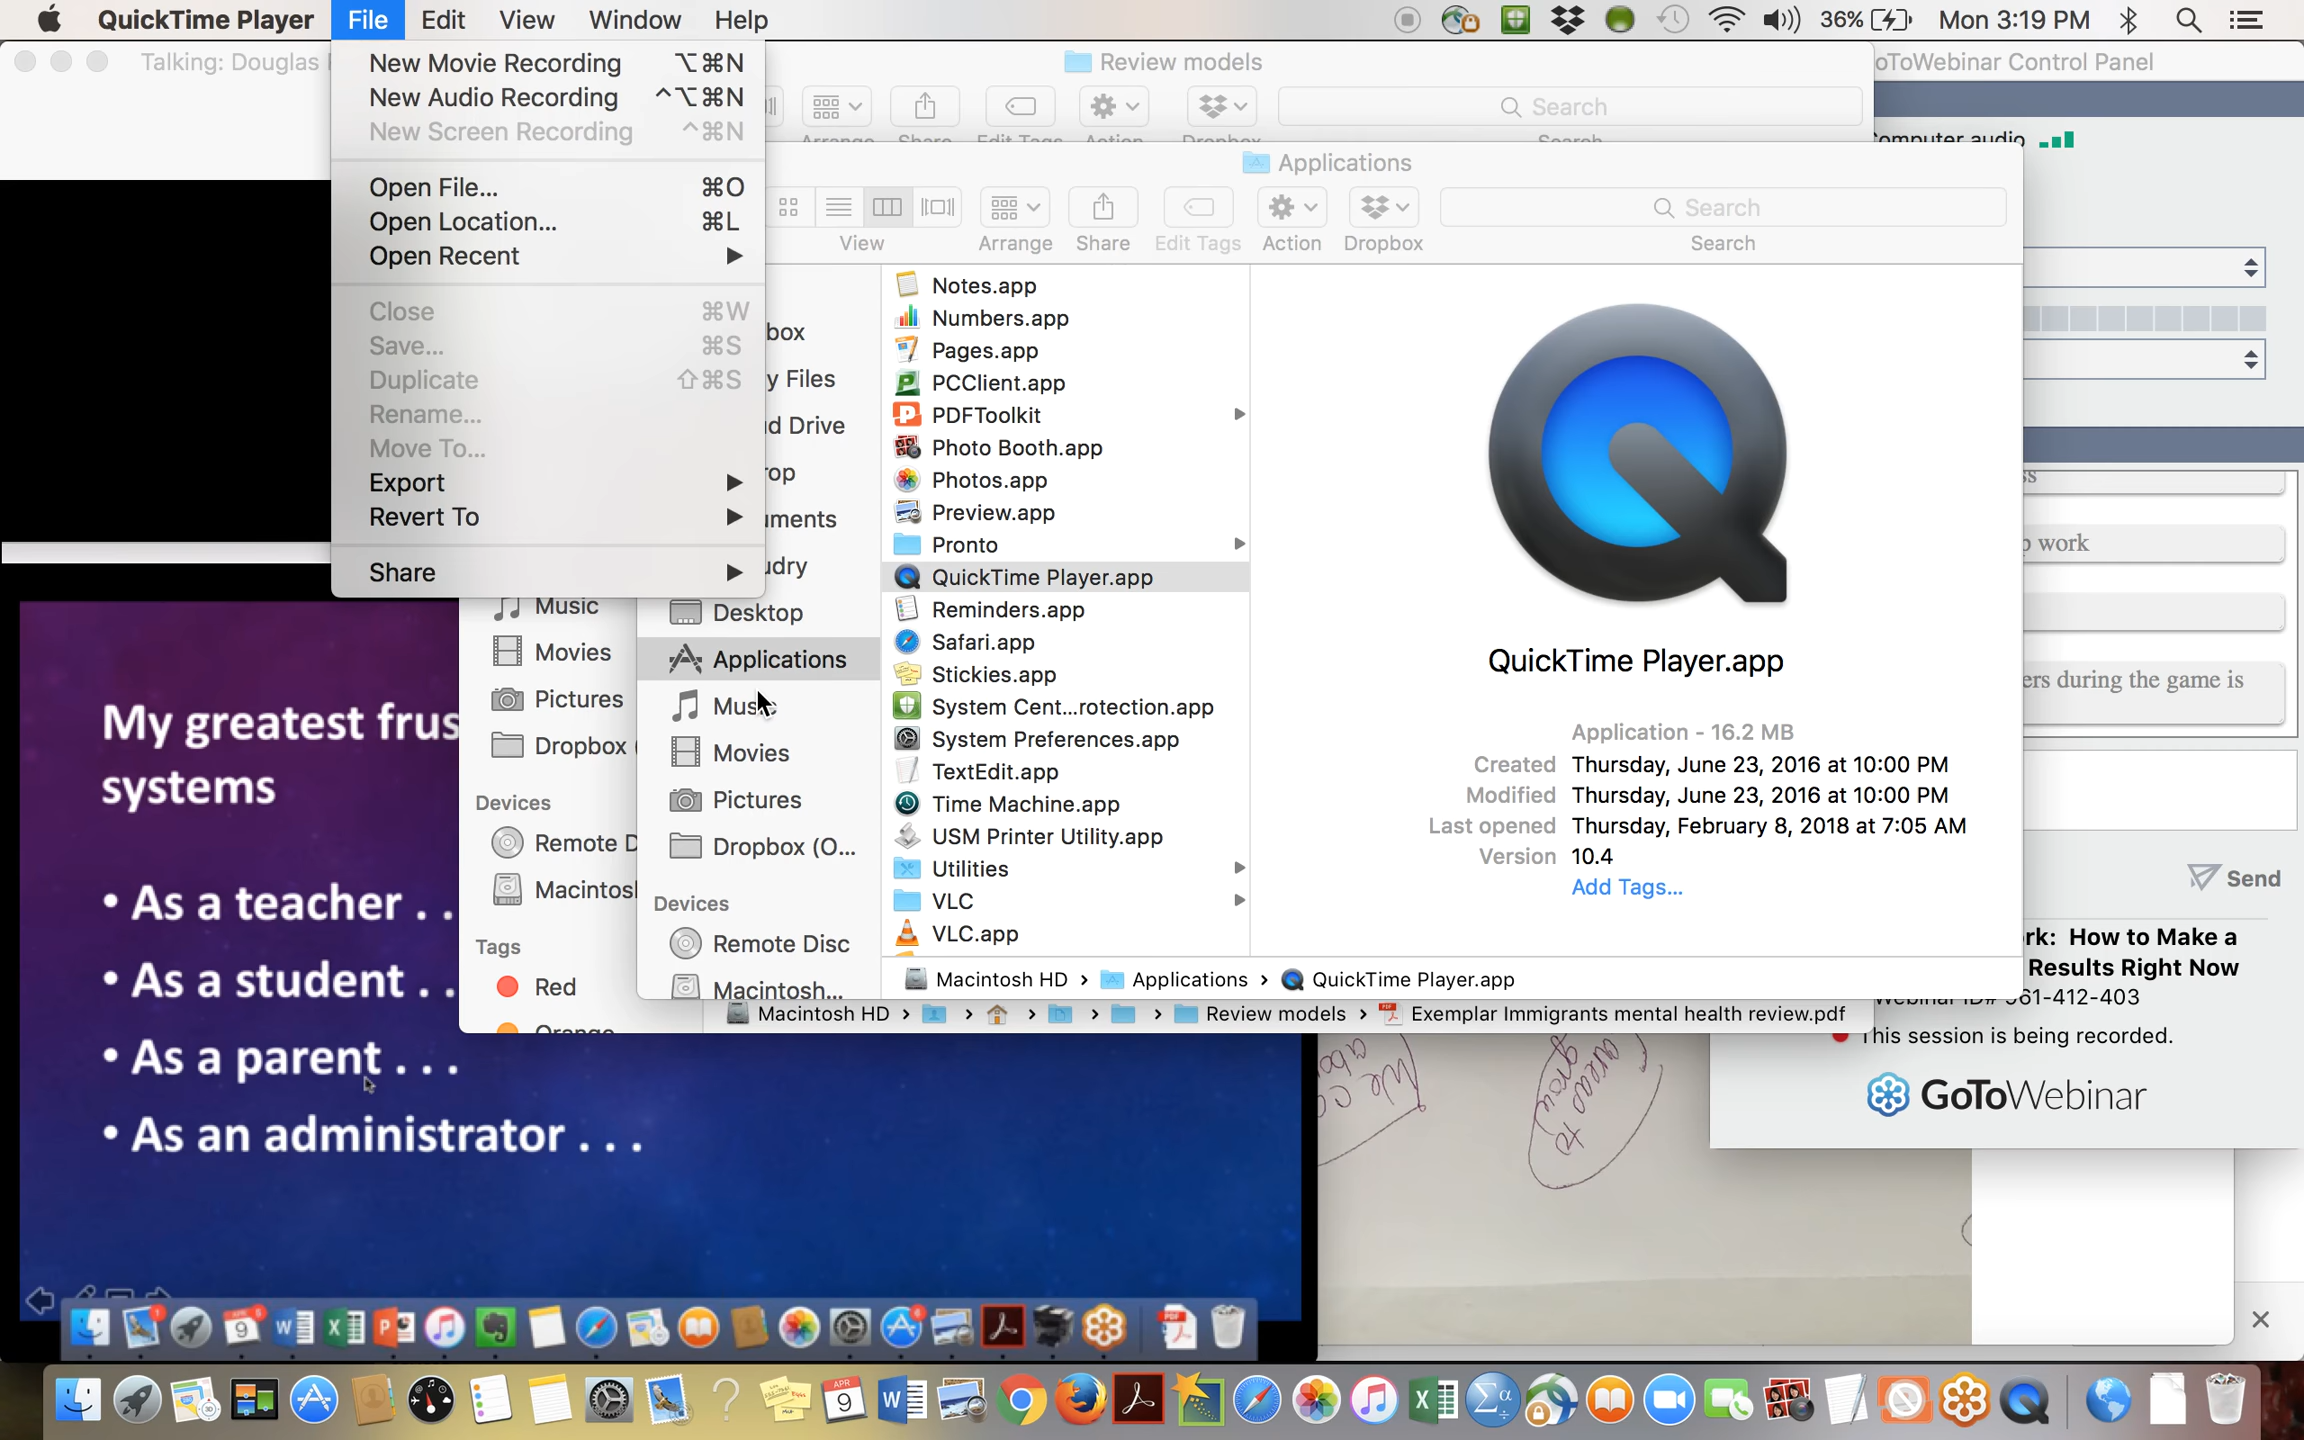 QuickTime Player File Edit View Window Help 36% Mon 3:19 PM
Talking: Douglas
New Movie Recording ⌥⌘N
New Audio Recording ^⌥⌘N
New Screen Recording ^⌘N
Open File... ⌘O
Open Location... ⌘L
Open Recent ▶
Close ⌘W
Save... ⌘S
Duplicate ⇧⌘S
Rename...
Move To...
Export ▶
Revert To ▶
Share ▶
Review models
Search
Arrange Share Edit Tags Action Dropbox Search
oToWebinar Control Panel
Computer audio
Applications
Search
View Arrange Share Edit Tags Action Dropbox Search
box
y Files
d Drive
op
uments
udry
Desktop
Applications
Music
Movies
Pictures
Dropbox (O...
Devices
Remote Disc
Macintosh...
Notes.app
Numbers.app
Pages.app
PCClient.app
PDFToolkit
Photo Booth.app
Photos.app
Preview.app
Pronto
QuickTime Player.app
Reminders.app
Safari.app
Stickies.app
System Cent...rotection.app
System Preferences.app
TextEdit.app
Time Machine.app
USM Printer Utility.app
Utilities
VLC
VLC.app
QuickTime Player.app
Application - 16.2 MB
Created Thursday, June 23, 2016 at 10:00 PM
Modified Thursday, June 23, 2016 at 10:00 PM
Last opened Thursday, February 8, 2018 at 7:05 AM
Version 10.4
Add Tags...
Macintosh HD › Applications › QuickTime Player.app
Macintosh HD › › › › › Review models › Exemplar Immigrants mental health review.pdf
Music
Movies
Pictures
Dropbox (
Devices
Remote D
Macintosh
Tags
Red
Orange
My greatest frus
systems
• As a teacher . .
• As a student . .
• As a parent . . .
• As an administrator . . .
ss
p work
ers during the game is
Send
rk: How to Make a
Results Right Now
Webinar ID# 961-412-403
This session is being recorded.
GoToWebinar